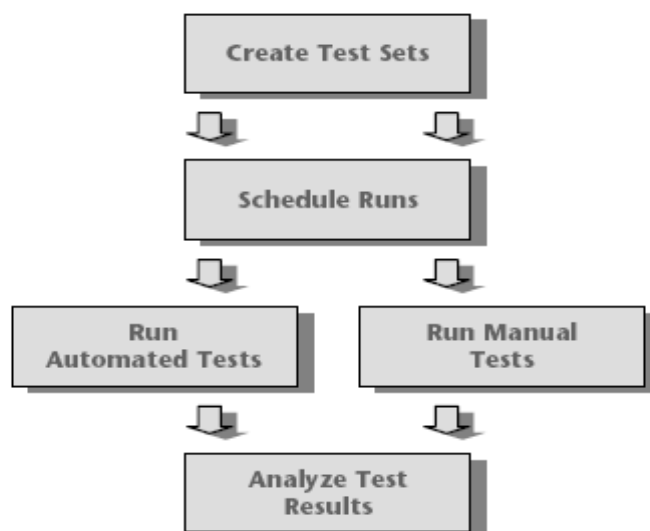 Create Test Sets
Schedule Runs
Run
Automated Tests
Run Manual
Tests
Analyze Test
Results